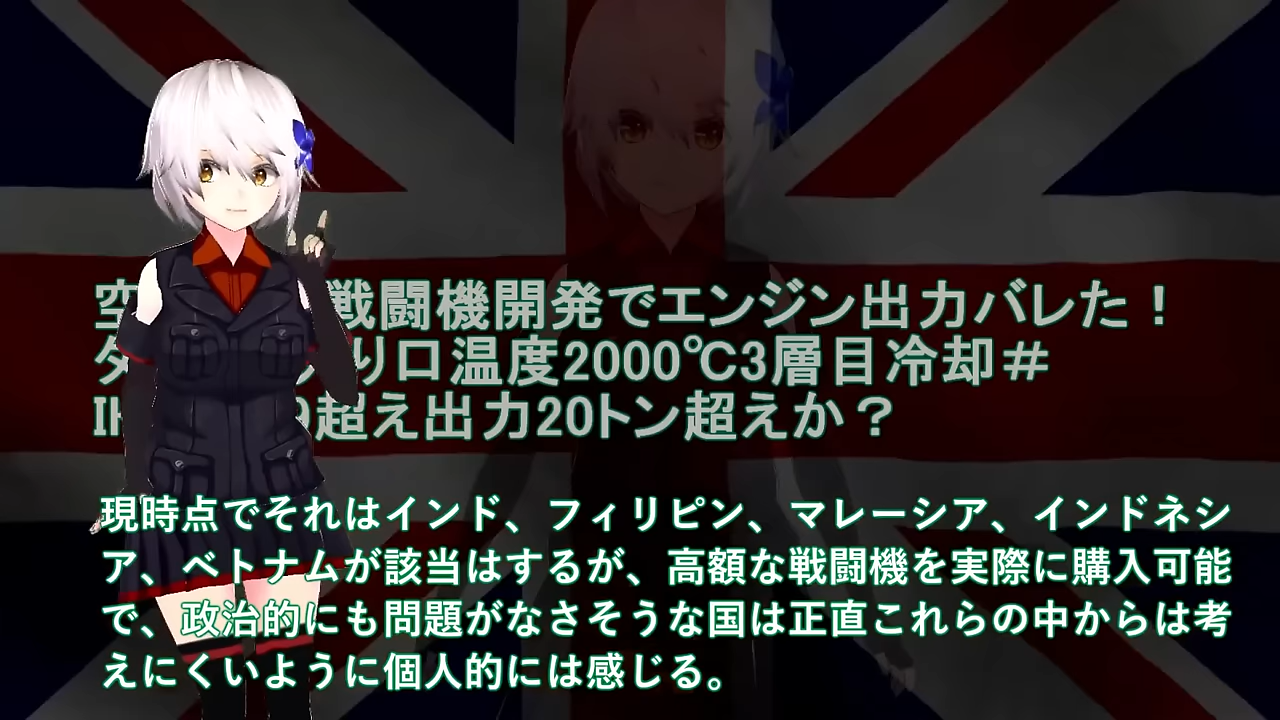 空 戦闘機開発でエンジン出力バレた！
り口温度2000℃3層目冷却＃
超え出力20トン超えか？
現時点でそれはインド、フィリピン、マレーシア、インドネシ
ア、ベトナムが該当はするが、高額な戦闘機を実際に購入可能
で、政治的にも問題がなさそうな国は正直これらの中からは考
えにくいように個人的には感じる。